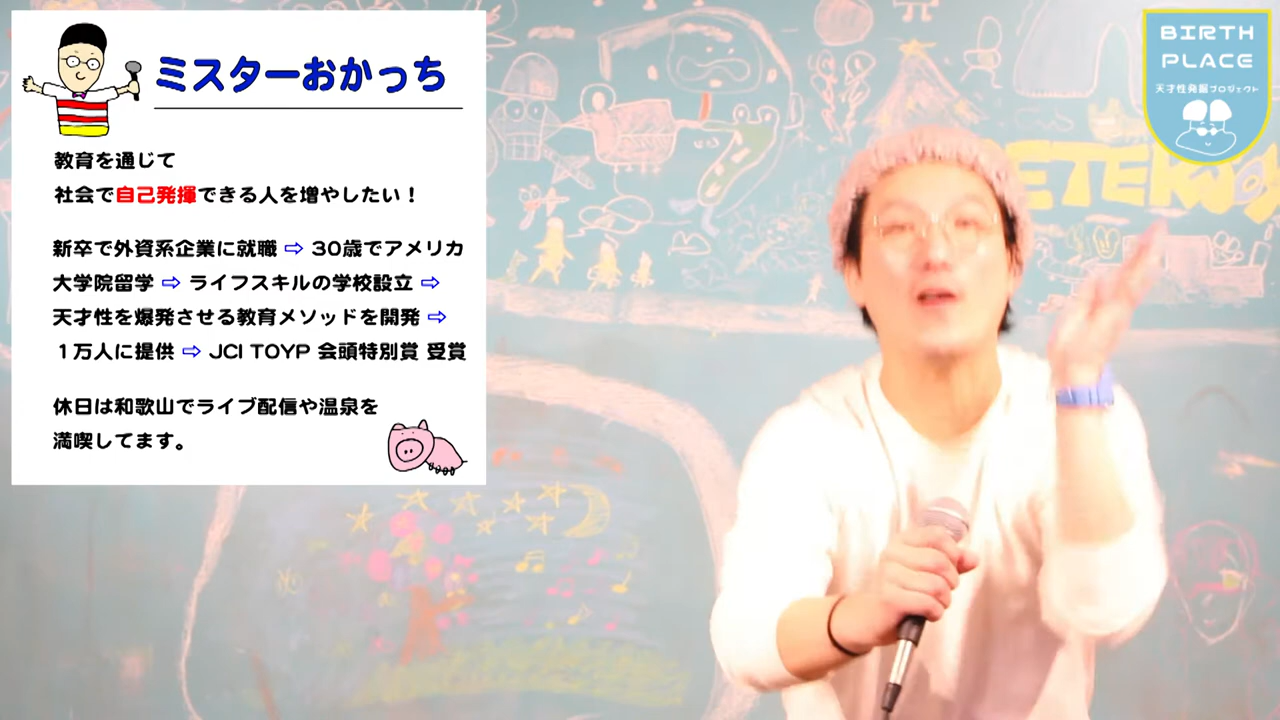 ミスターおかっち
教育を通じて
社会で自己発揮できる人を増やしたい！
新卒で外資系企業に就職 ⇨ 30歳でアメリカ
大学院留学 ⇨ ライフスキルの学校設立 ⇨
天才性を爆発させる教育メソッドを開発 ⇨
1万人に提供 ⇨ JCI TOYP 会頭特別賞 受賞
休日は和歌山でライブ配信や温泉を
満喫してます。
BIRTH
PLACE
天才性発掘プロジェクト